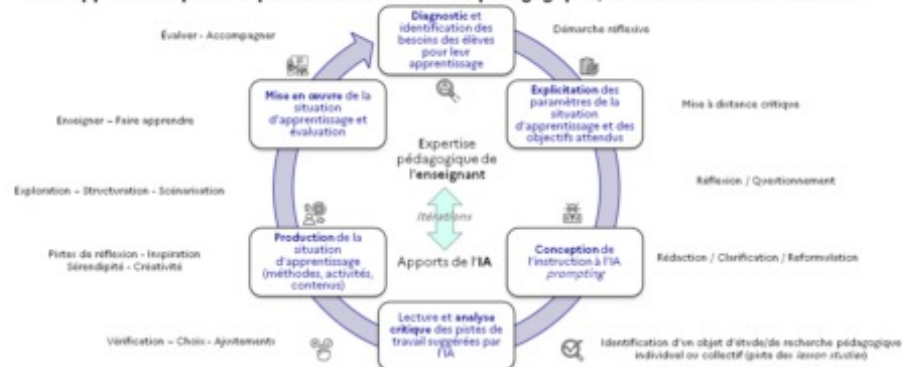 Diagnostic et
identification des
besoins des élèves
pour leur
apprentissage
Évaluer - Accompagner
Démarche réflexive
Mise en œuvre de la
situation
d'apprentissage et
évaluation
Explicitation des
paramètres de la
situation
d'apprentissage et des
objectifs attendus
Mise à distance critique
Enseigner – Faire apprendre
Expertise
pédagogique de
l'enseignant
Réflexion / Questionnement
Exploration – Structuration - Scénarisation
Itérations
Production de la
situation
d'apprentissage
(méthodes, activités,
contenus)
Apports de l'IA
Conception de
l'instruction à l'IA
prompting
Pistes de réflexion - Inspiration
Sérendipité - Créativité
Rédaction / Clarification / Reformulation
Lecture et analyse
critique des pistes de
travail suggérées par
l'IA
Vérification – Choix - Ajustements
Identification d'un objet d'étude/de recherche pédagogique
individuel ou collectif (piste des lesson studies)